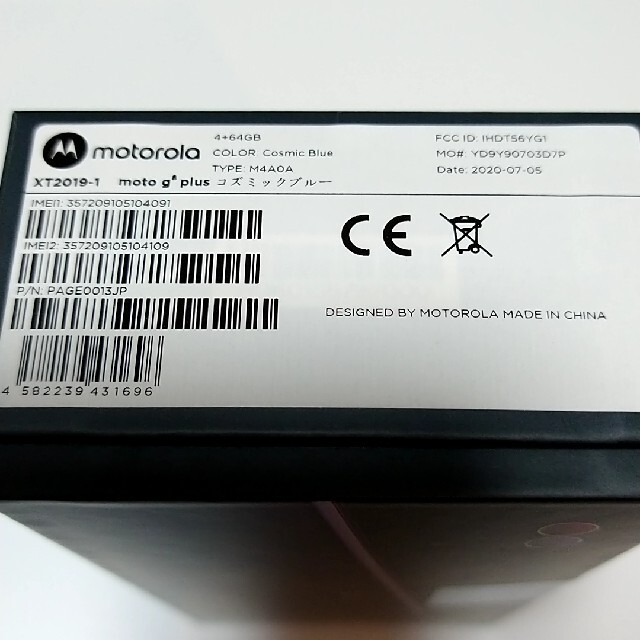 motorola
4+64GB
COLOR: Cosmic Blue
TYPE: M4A0A
FCC ID: IHDT56YG1
MO#: YD9Y90703D7P
Date: 2020-07-05
XT2019-1 moto g⁸ plus コズミックブルー
IMEI1: 357209105104091
IMEI2: 357209105104109
P/N: PAGE0013JP
4 582239 431696
CE
DESIGNED BY MOTOROLA MADE IN CHINA